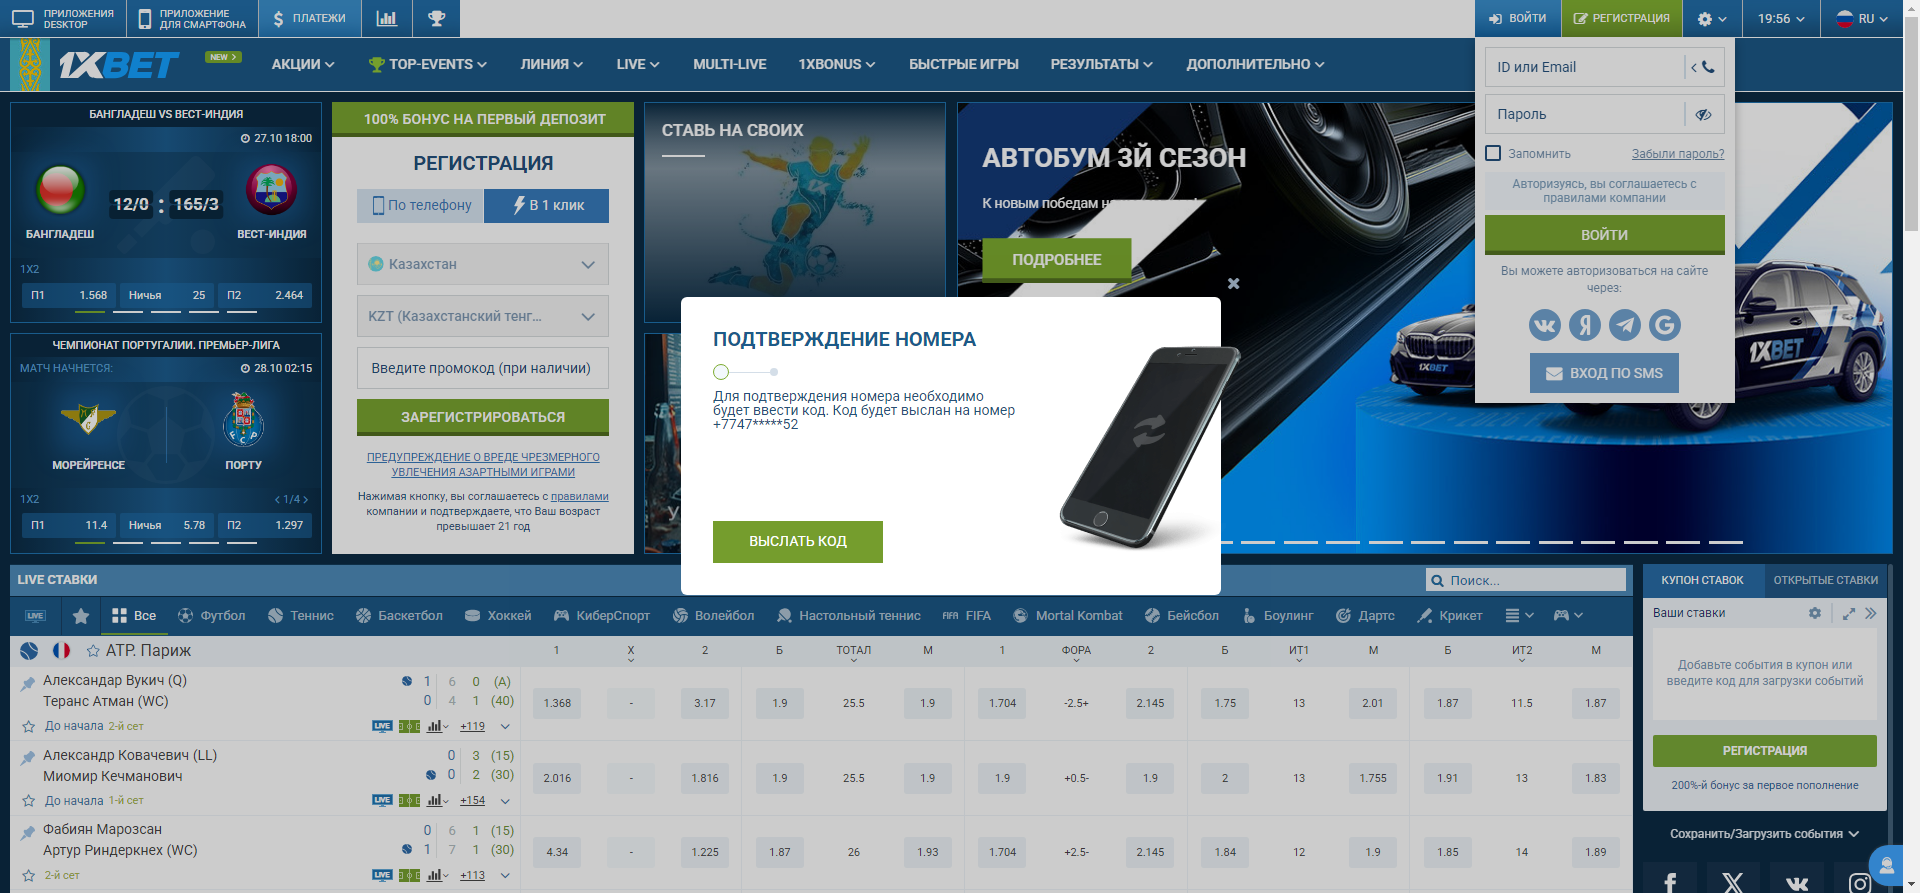 ПРИЛОЖЕНИЯ DESKTOP
ПРИЛОЖЕНИЕ ДЛЯ СМАРТФОНА
ПЛАТЕЖИ
ВОЙТИ
РЕГИСТРАЦИЯ
19:56
RU
1XBET
NEW
АКЦИИ
TOP-EVENTS
ЛИНИЯ
LIVE
MULTI-LIVE
1XBONUS
БЫСТРЫЕ ИГРЫ
РЕЗУЛЬТАТЫ
ДОПОЛНИТЕЛЬНО
ID или Email
Пароль
Запомнить
Забыли пароль?
Авторизуясь, вы соглашаетесь с
правилами компании
ВОЙТИ
Вы можете авторизоваться на сайте
через:
ВХОД ПО SMS
БАНГЛАДЕШ VS ВЕСТ-ИНДИЯ
27.10 18:00
12/0 : 165/3
БАНГЛАДЕШ
ВЕСТ-ИНДИЯ
1X2
П1 1.568
Ничья 25
П2 2.464
ЧЕМПИОНАТ ПОРТУГАЛИИ. ПРЕМЬЕР-ЛИГА
МАТЧ НАЧНЕТСЯ:
28.10 02:15
МОРЕЙРЕНСЕ
ПОРТУ
1X2
1/4
П1 11.4
Ничья 5.78
П2 1.297
100% БОНУС НА ПЕРВЫЙ ДЕПОЗИТ
РЕГИСТРАЦИЯ
По телефону
В 1 клик
Казахстан
KZT (Казахстанский тенг...
Введите промокод (при наличии)
ЗАРЕГИСТРИРОВАТЬСЯ
ПРЕДУПРЕЖДЕНИЕ О ВРЕДЕ ЧРЕЗМЕРНОГО
УВЛЕЧЕНИЯ АЗАРТНЫМИ ИГРАМИ
Нажимая кнопку, вы соглашаетесь с правилами
компании и подтверждаете, что Ваш возраст
превышает 21 год
СТАВЬ НА СВОИХ
АВТОБУМ 3Й СЕЗОН
К новым победам
ПОДРОБНЕЕ
1XBET
1XBET
ПОДТВЕРЖДЕНИЕ НОМЕРА
Для подтверждения номера необходимо
будет ввести код. Код будет выслан на номер
+7747*****52
ВЫСЛАТЬ КОД
LIVE СТАВКИ
Поиск...
LIVE
Все
Футбол
Теннис
Баскетбол
Хоккей
КиберСпорт
Волейбол
Настольный теннис
FIFA FIFA
Mortal Kombat
Бейсбол
Боулинг
Дартс
Крикет
ATP. Париж
1 X 2 Б ТОТАЛ М 1 ФОРА 2 Б ИТ1 М Б ИТ2 М
Александар Вукич (Q) 1 6 0 (A)
Теранс Атман (WC) 0 4 1 (40)
1.368 - 3.17 1.9 25.5 1.9 1.704 -2.5+ 2.145 1.75 13 2.01 1.87 11.5 1.87
До начала 2-й сет LIVE +119
Александр Ковачевич (LL) 0 3 (15)
Миомир Кечманович 0 2 (30)
2.016 - 1.816 1.9 25.5 1.9 1.9 +0.5- 1.9 2 13 1.755 1.91 13 1.83
До начала 1-й сет LIVE +154
Фабиян Марозсан 0 6 1 (15)
Артур Риндеркнех (WC) 1 7 1 (30)
4.34 - 1.225 1.87 26 1.93 1.704 +2.5- 2.145 1.84 12 1.9 1.85 14 1.89
2-й сет LIVE +113
КУПОН СТАВОК
ОТКРЫТЫЕ СТАВКИ
Ваши ставки
Добавьте события в купон или
введите код для загрузки событий
РЕГИСТРАЦИЯ
200%-й бонус за первое пополнение
Сохранить/Загрузить события